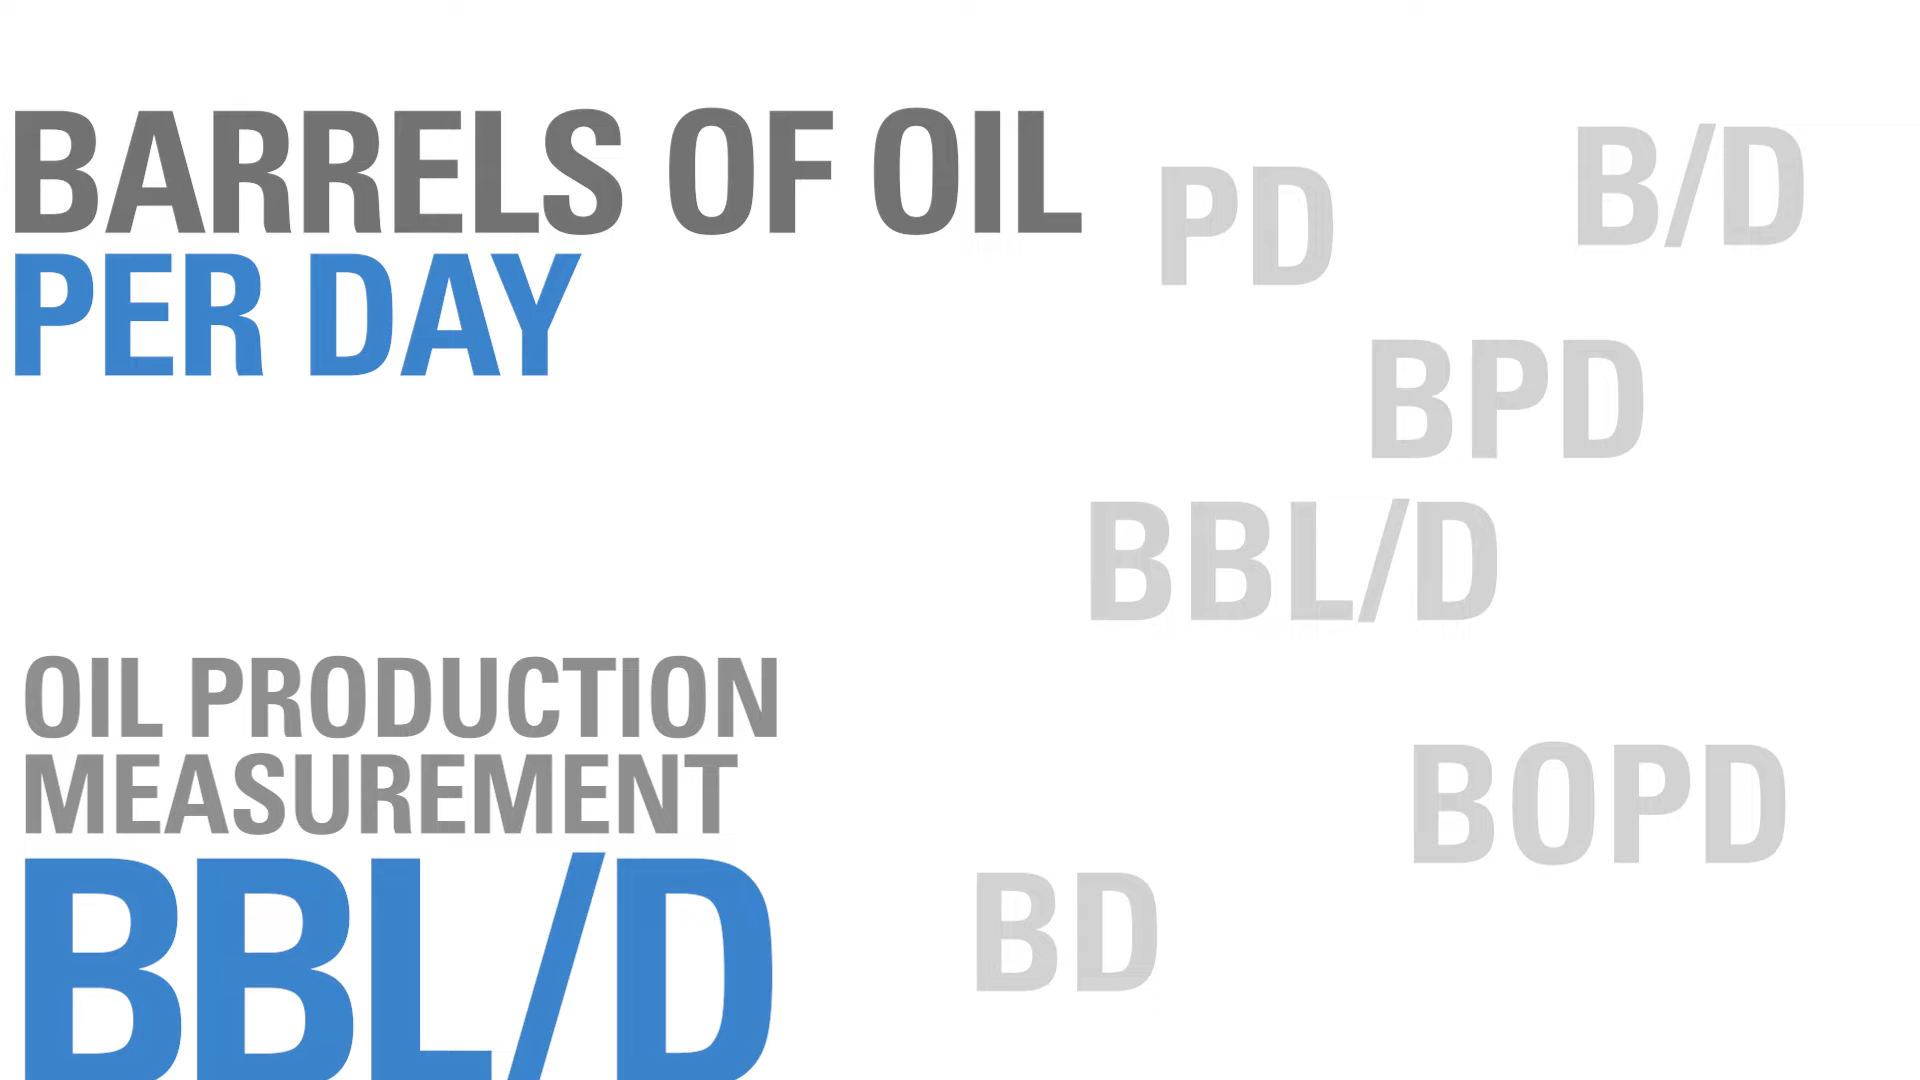 BARRELS OF OIL
PER DAY
PD
B/D
BPD
BBL/D
OIL PRODUCTION
MEASUREMENT
BBL/D
BOPD
BD